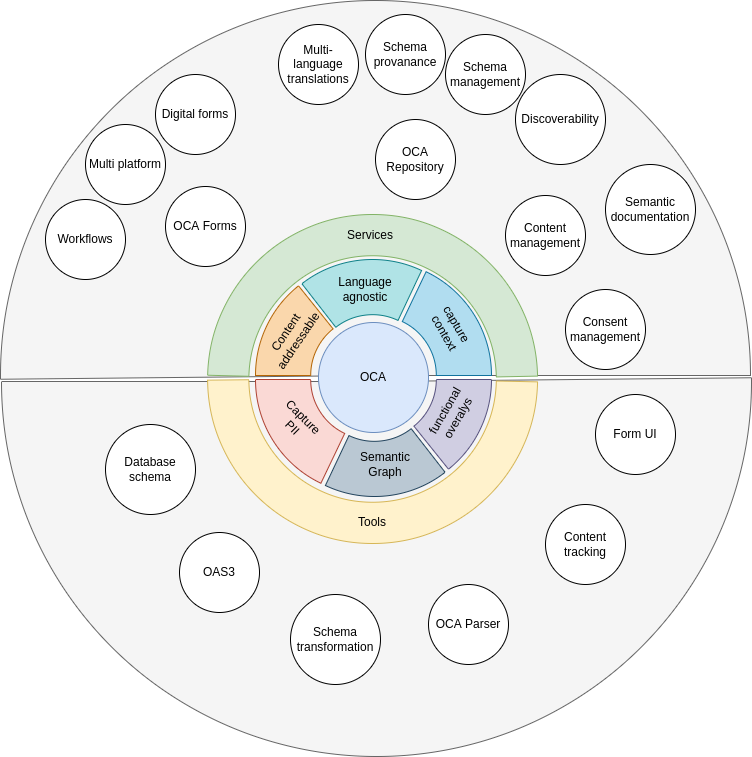 Multi-
language
translations
Schema
provanance
Schema
management
Discoverability
Digital forms
Multi platform
OCA
Repository
Semantic
documentation
Workflows
OCA Forms
Content
management
Services
Consent
management
Language
agnostic
Content
addressable
capture
context
OCA
Capture
PII
functional
overalys
Semantic
Graph
Tools
Form UI
Database
schema
Content
tracking
OAS3
Schema
transformation
OCA Parser